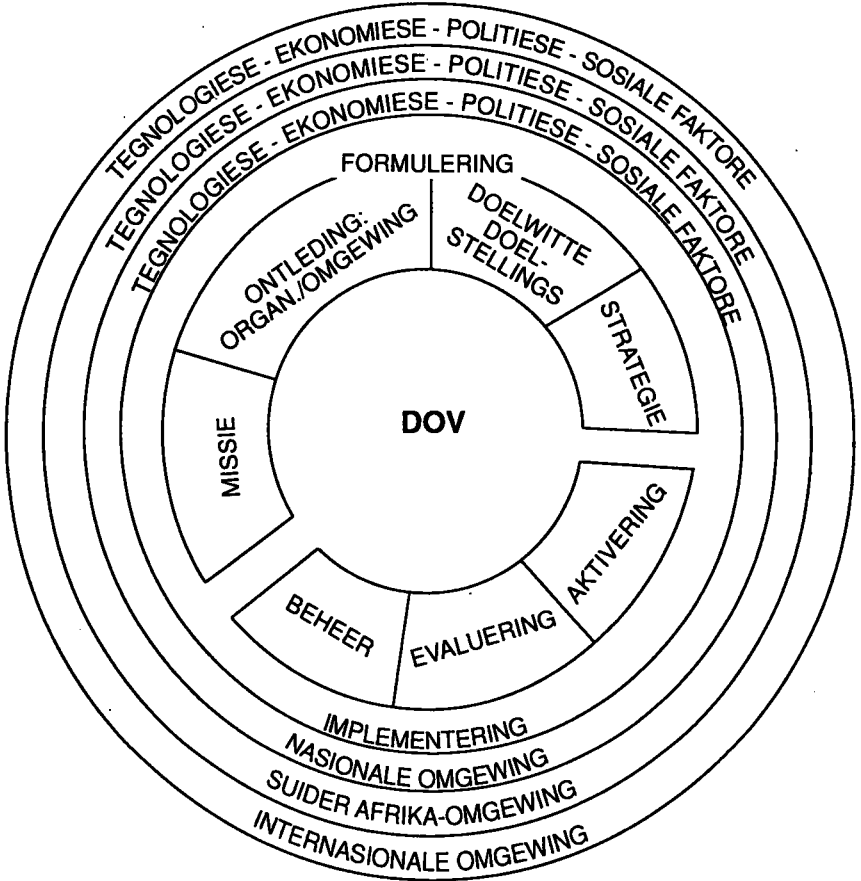 TEGNOLOGIESE - EKONOMIESE - POLITIESE - SOSIALE FAKTORE
TEGNOLOGIESE - EKONOMIESE - POLITIESE - SOSIALE FAKTORE
TEGNOLOGIESE - EKONOMIESE - POLITIESE - SOSIALE FAKTORE
FORMULERING
ONTLEDING:
ORGAN./OMGEWING
DOELWITTE
DOEL-
STELLINGS
STRATEGIE
MISSIE
DOV
AKTIVERING
BEHEER
EVALUERING
IMPLEMENTERING
NASIONALE OMGEWING
SUIDER AFRIKA-OMGEWING
INTERNASIONALE OMGEWING